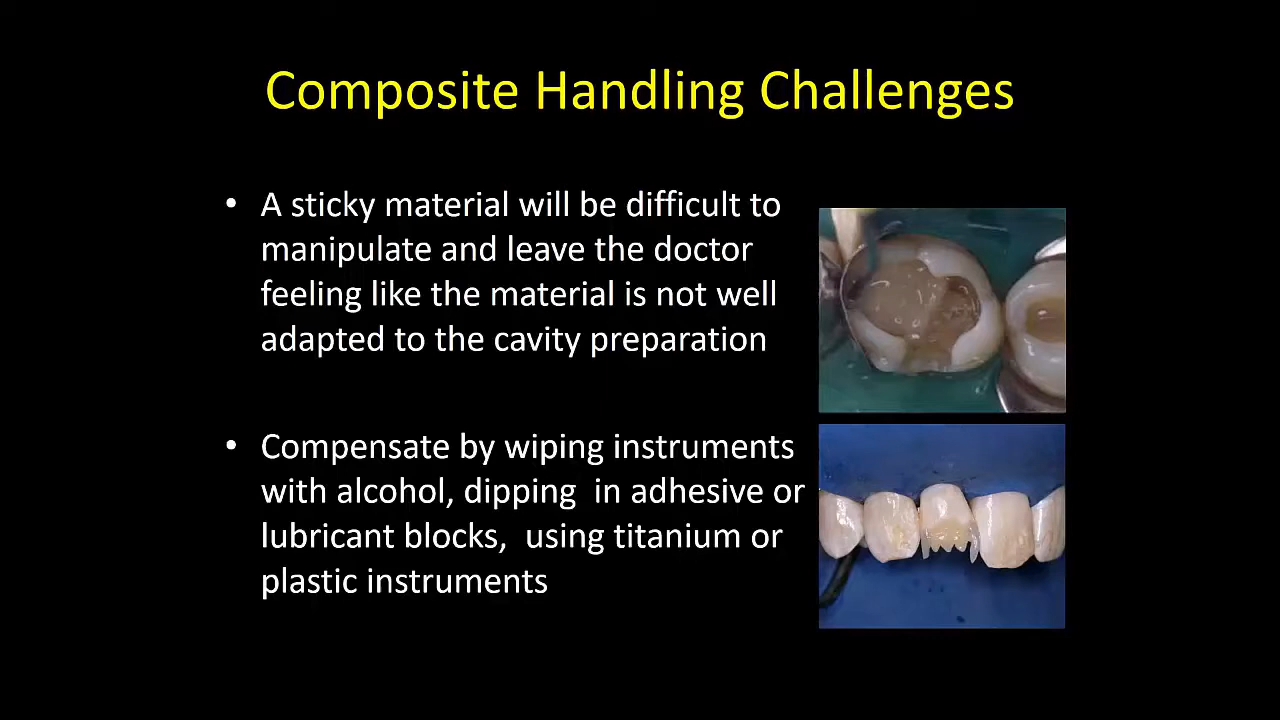 Composite Handling Challenges
• A sticky material will be difficult to
manipulate and leave the doctor
feeling like the material is not well
adapted to the cavity preparation
• Compensate by wiping instruments
with alcohol, dipping  in adhesive or
lubricant blocks,  using titanium or
plastic instruments